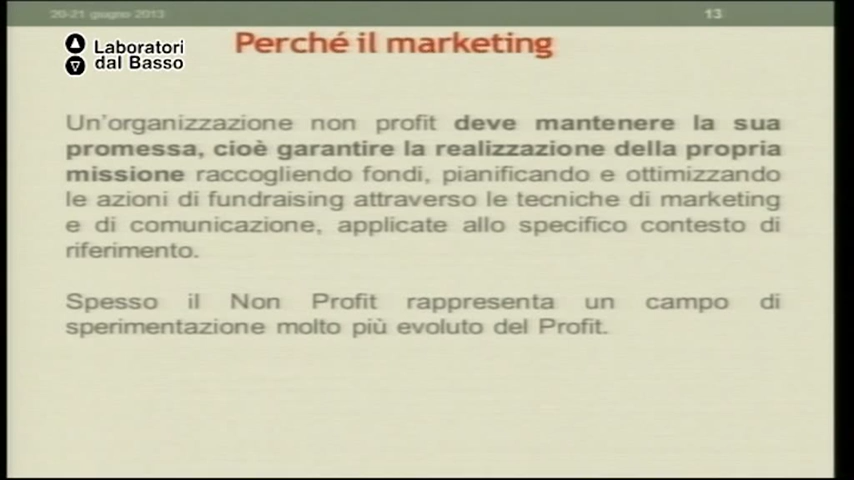 20-21 giugno 2013
13
Laboratori
dal Basso
Perché il marketing
Un'organizzazione non profit deve mantenere la sua
promessa, cioè garantire la realizzazione della propria
missione raccogliendo fondi, pianificando e ottimizzando
le azioni di fundraising attraverso le tecniche di marketing
e di comunicazione, applicate allo specifico contesto di
riferimento.
Spesso il Non Profit rappresenta un campo di
sperimentazione molto più evoluto del Profit.